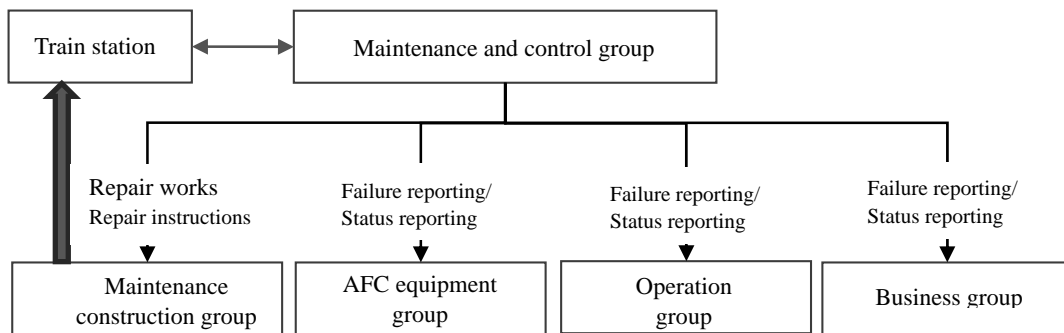 Train station
Maintenance and control group
Repair works
Repair instructions
Failure reporting/
Status reporting
Failure reporting/
Status reporting
Failure reporting/
Status reporting
Maintenance
construction group
AFC equipment
group
Operation
group
Business group